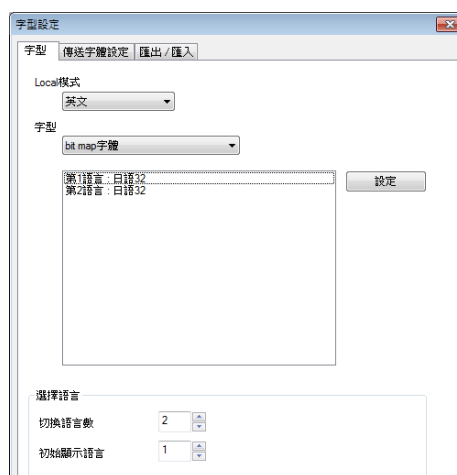 字型設定
字型 傳送字體設定 匯出 / 匯入
Local模式
英文
字型
bit map字體
第1語言 : 日語32
第2語言 : 日語32
設定
選擇語言
切換語言數 2
初始顯示語言 1